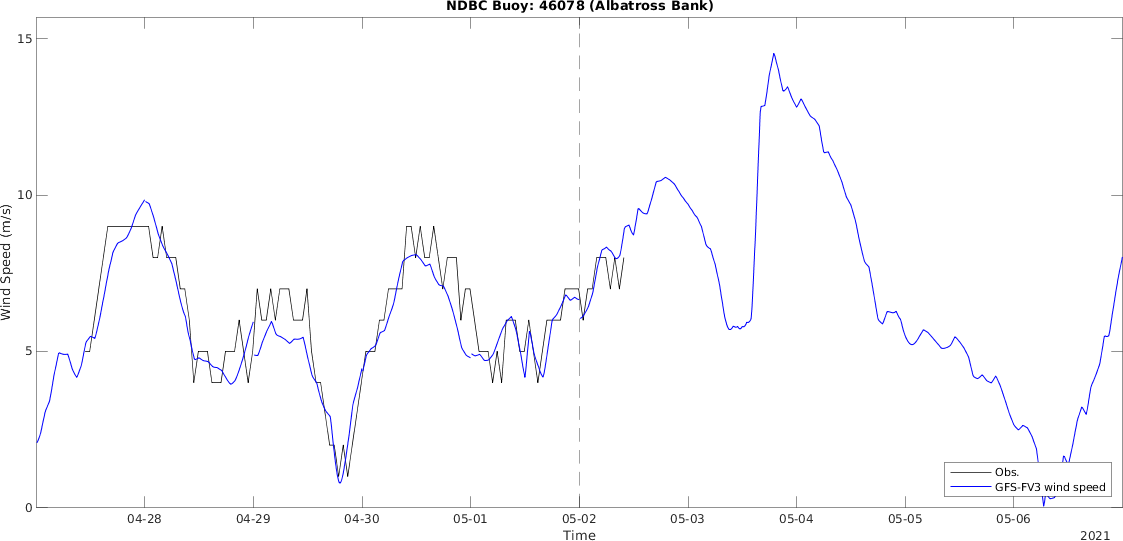 NDBC Buoy: 46078 (Albatross Bank)
15
10
5
0
Wind Speed (m/s)
04-28 04-29 04-30 05-01 05-02 05-03 05-04 05-05 05-06
Time
2021
Obs.
GFS-FV3 wind speed